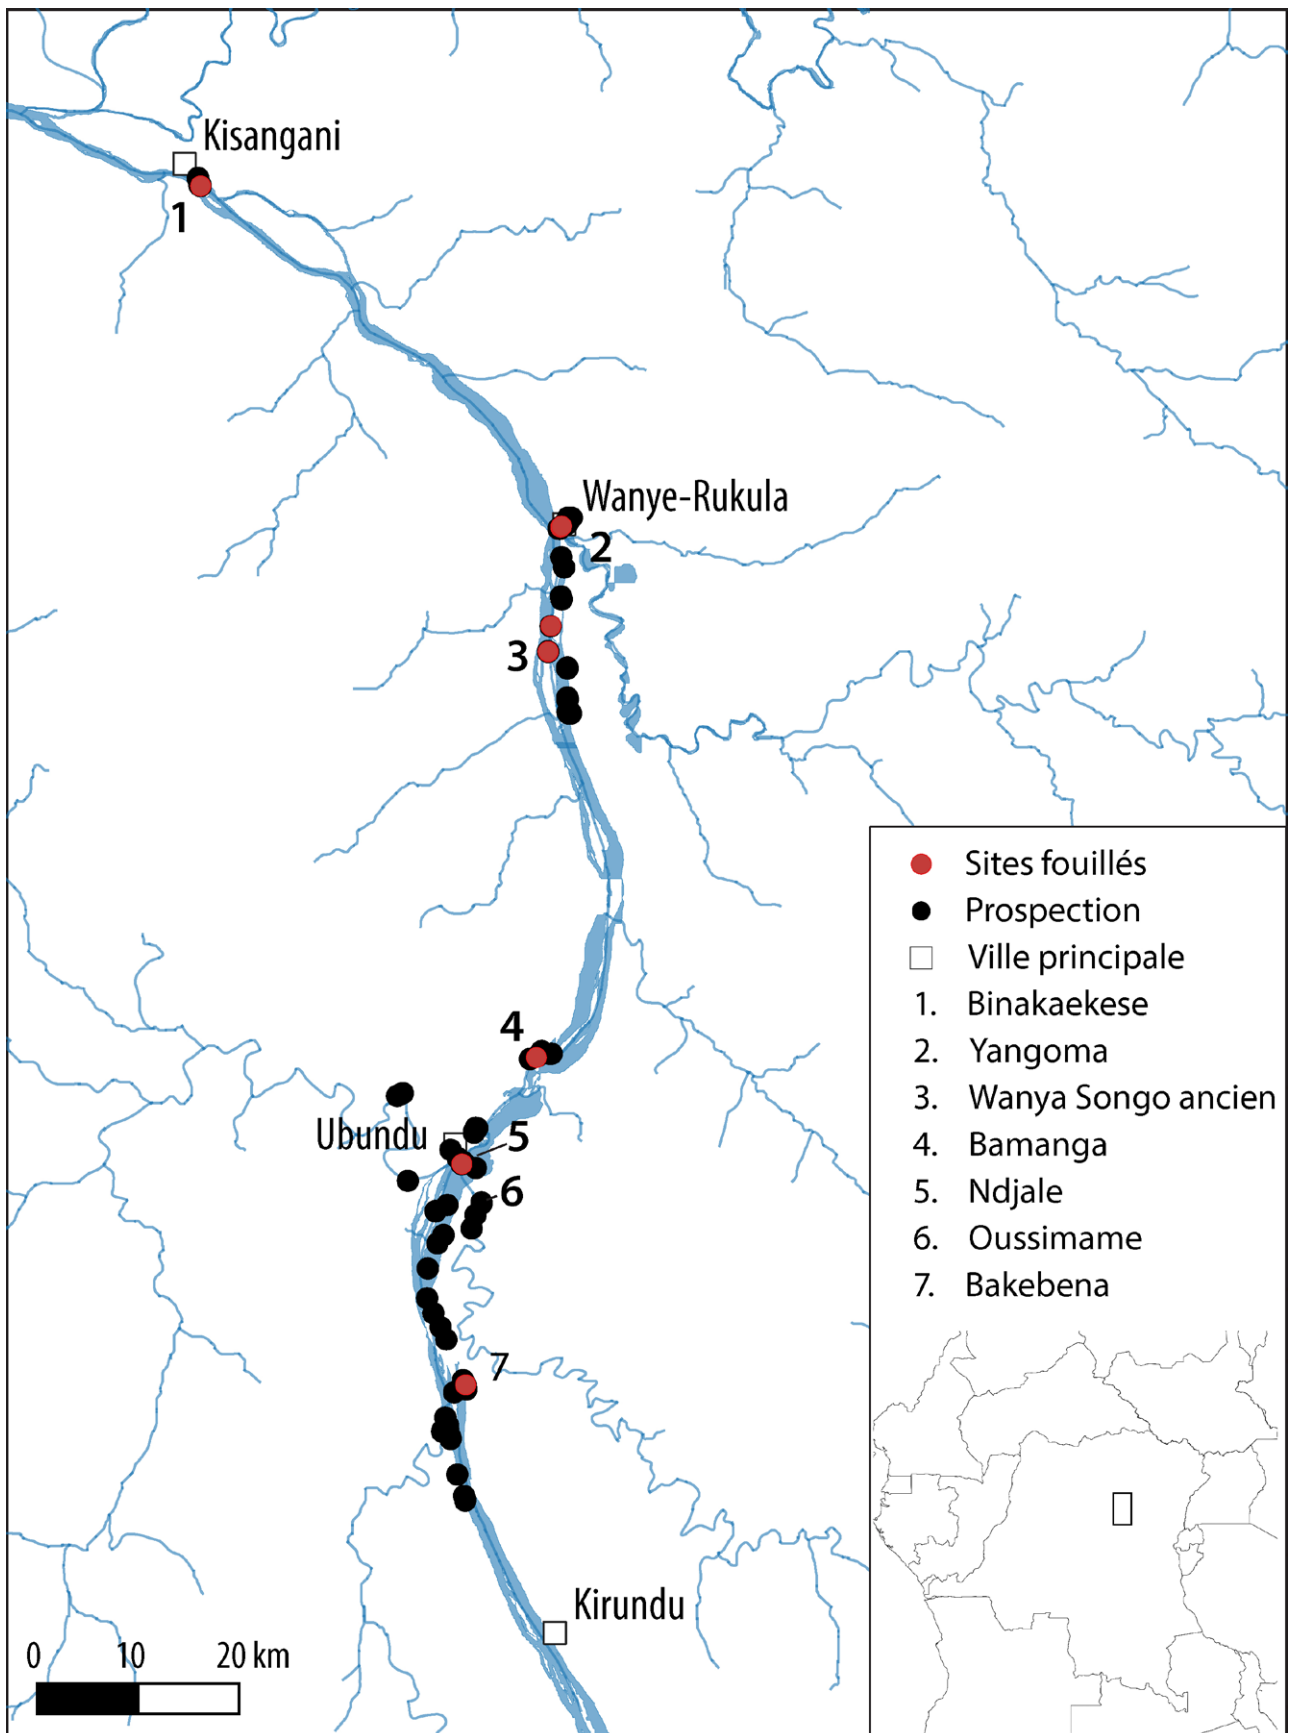 Kisangani
1
Wanye-Rukula
2
3
4
Ubundu
5
6
7
Kirundu
0 10 20 km
Sites fouillés
Prospection
Ville principale
1. Binakaekese
2. Yangoma
3. Wanya Songo ancien
4. Bamanga
5. Ndjale
6. Oussimame
7. Bakebena